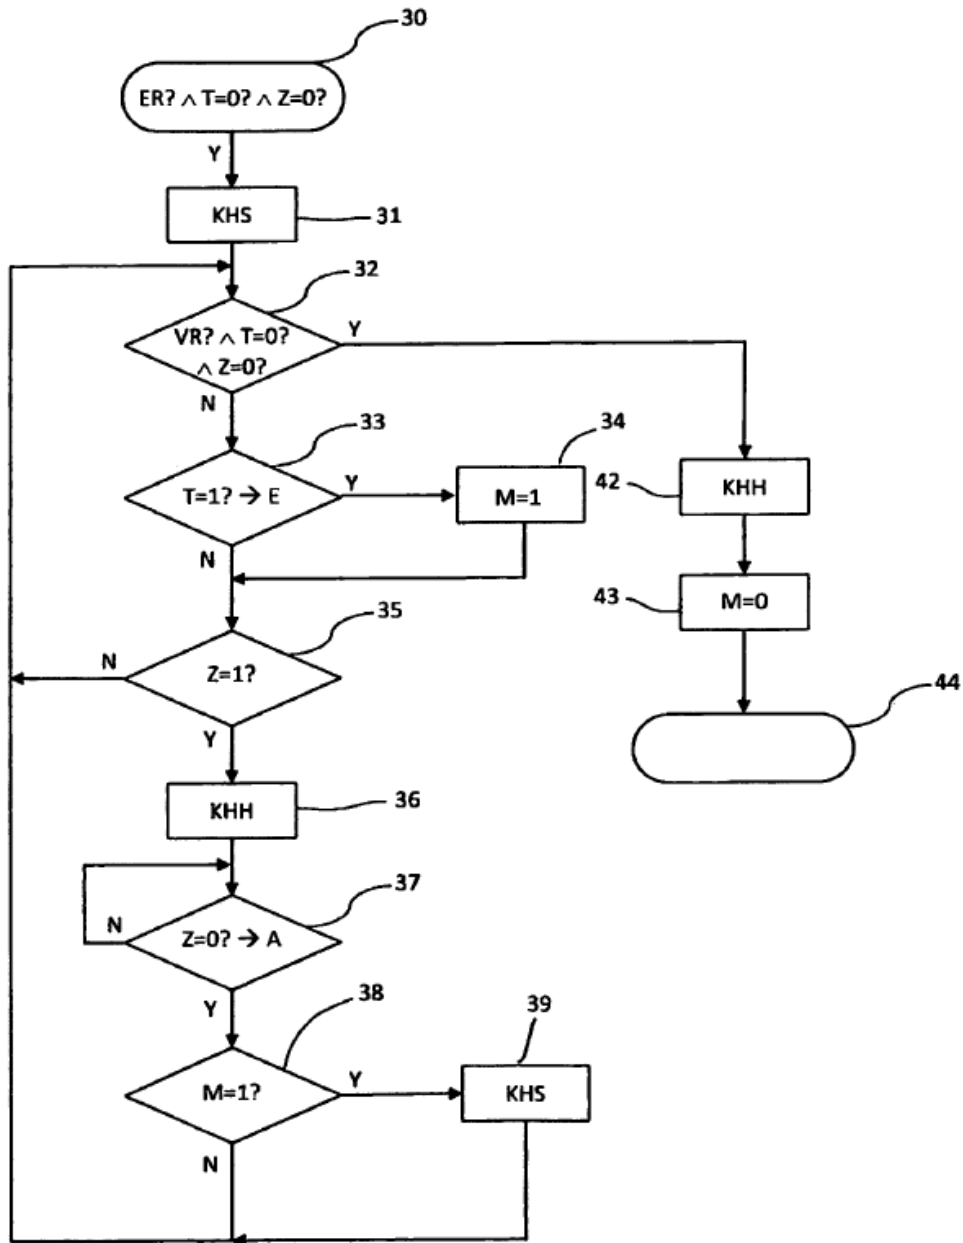 30
ER? ∧ T=0? ∧ Z=0?
Y
KHS
31
32
VR? ∧ T=0?
∧ Z=0?
Y
N
33
34
T=1? → E
Y
M=1
42
KHH
N
35
43
M=0
Z=1?
N
44
Y
KHH
36
37
Z=0? → A
N
Y
38
39
M=1?
Y
KHS
N